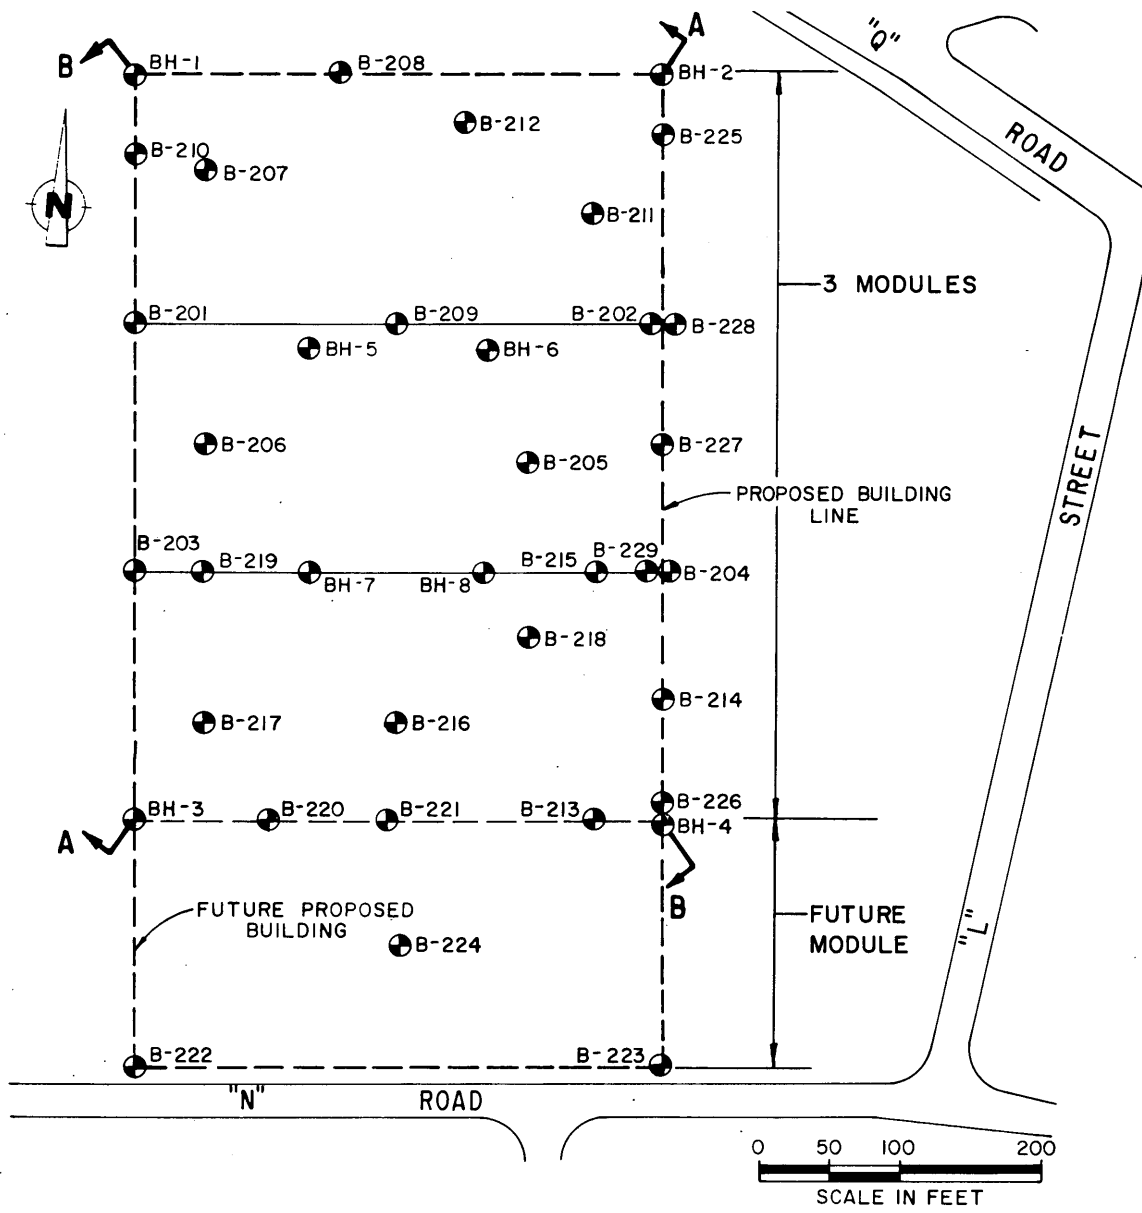 "Q"
A
B
BH-1
B-208
BH-2
B-212
B-225
ROAD
B-210
B-207
N
B-211
3 MODULES
B-201
B-209
B-202
B-228
BH-5
BH-6
B-206
B-205
B-227
STREET
PROPOSED BUILDING
LINE
B-203
B-219
BH-7
BH-8
B-215
B-229
B-204
B-218
B-214
B-217
B-216
BH-3
B-220
B-221
B-213
B-226
BH-4
A
B
FUTURE PROPOSED
BUILDING
FUTURE
MODULE
"L"
B-224
B-222
B-223
"N" ROAD
0 50 100 200
SCALE IN FEET